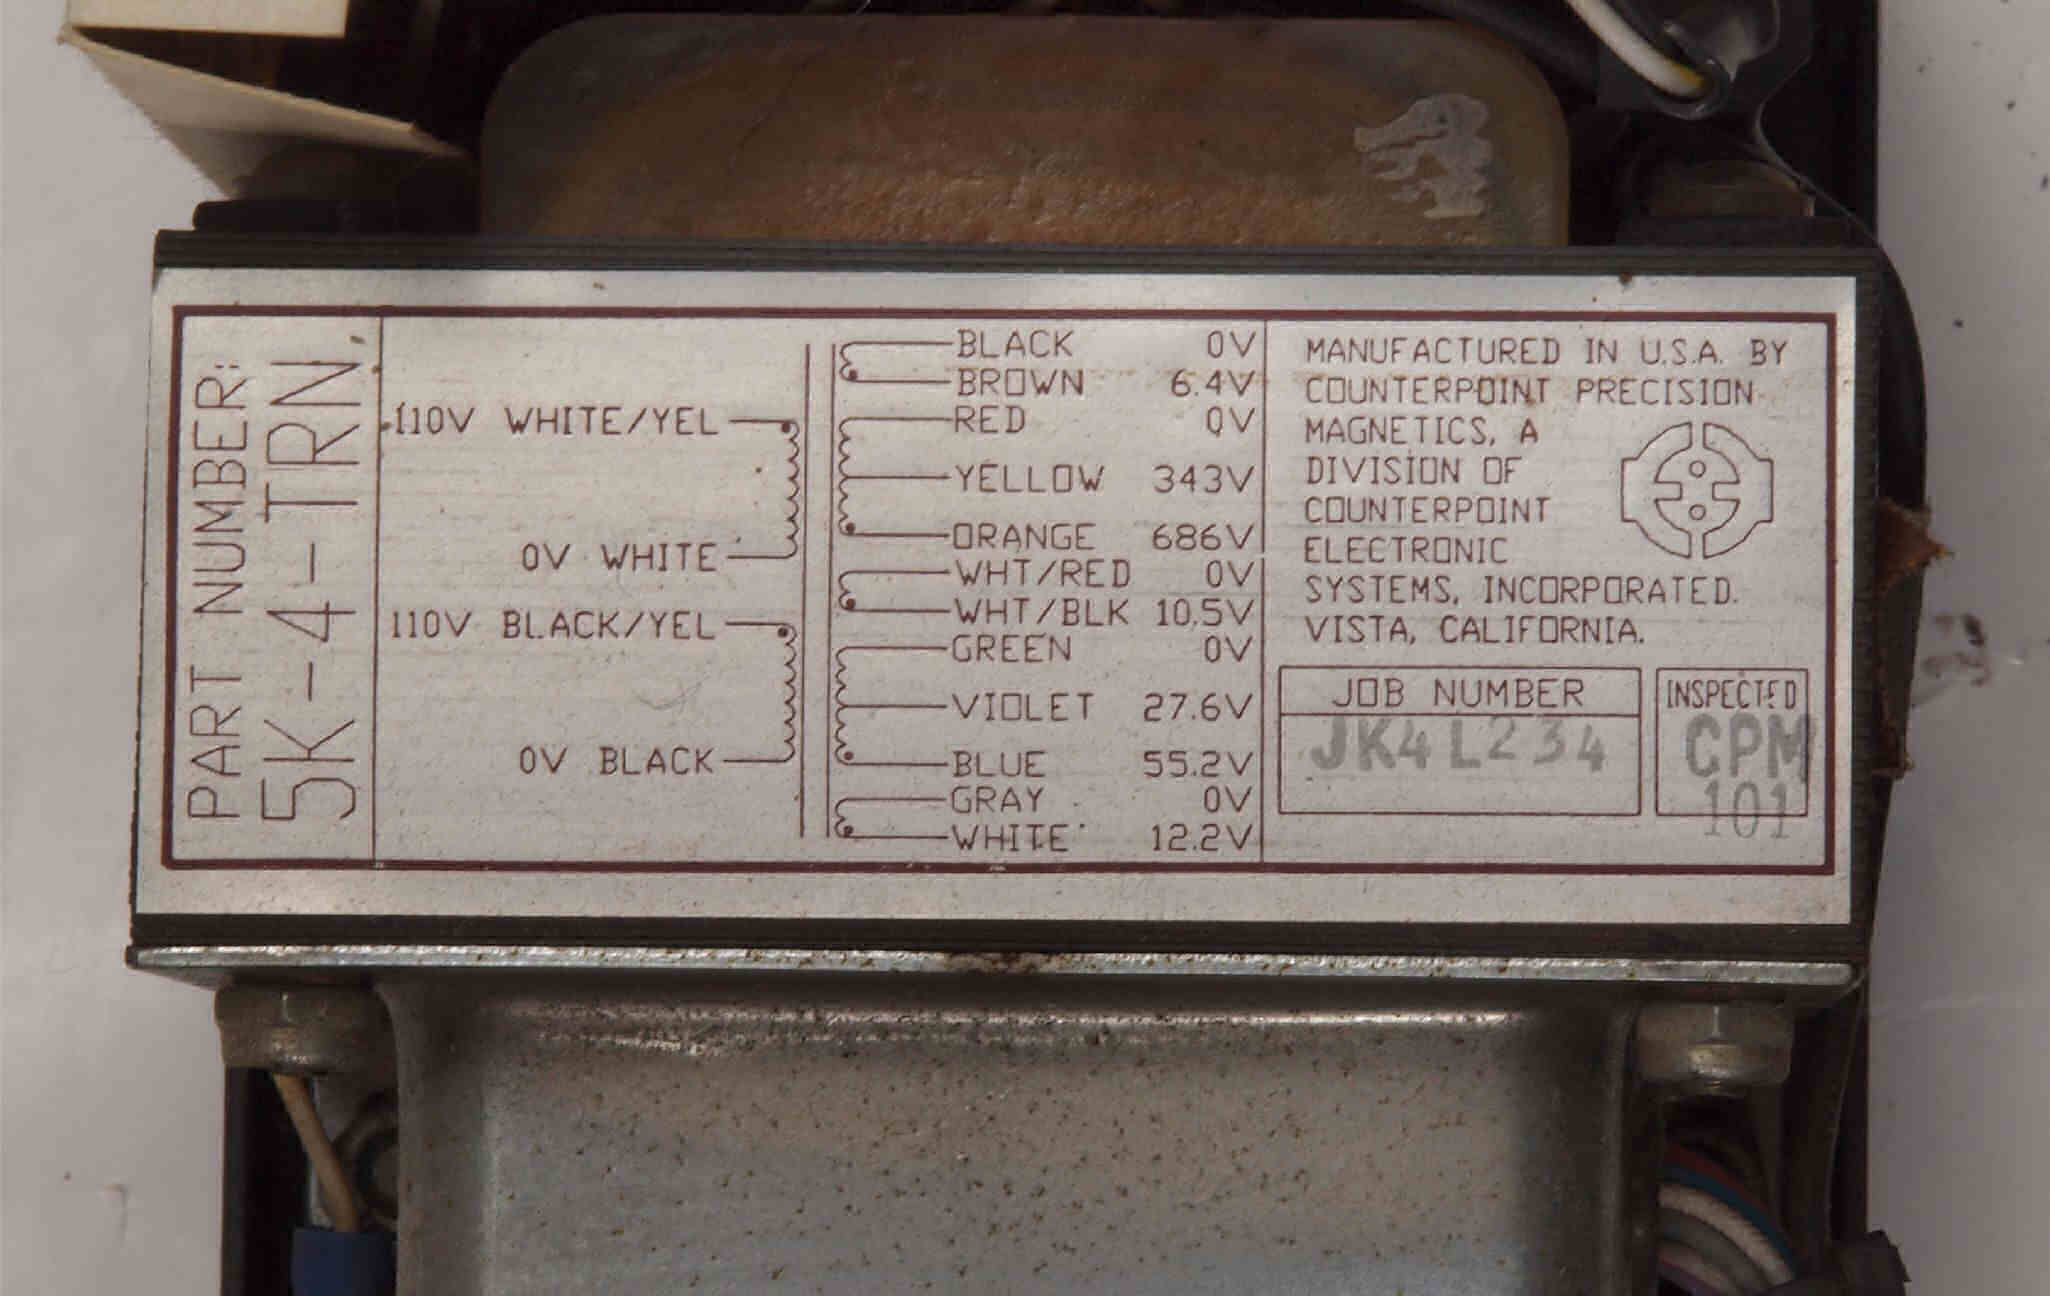 PART NUMBER:
5K-4-TRN
110V WHITE/YEL
0V WHITE
110V BLACK/YEL
0V BLACK
BLACK 0V
BROWN 6.4V
RED 0V
YELLOW 343V
ORANGE 686V
WHT/RED 0V
WHT/BLK 10.5V
GREEN 0V
VIOLET 27.6V
BLUE 55.2V
GRAY 0V
WHITE 12.2V
MANUFACTURED IN U.S.A. BY
COUNTERPOINT PRECISION
MAGNETICS, A
DIVISION OF
COUNTERPOINT
ELECTRONIC
SYSTEMS, INCORPORATED.
VISTA, CALIFORNIA.
JOB NUMBER
JK4L234
INSPECTED
CPM
101